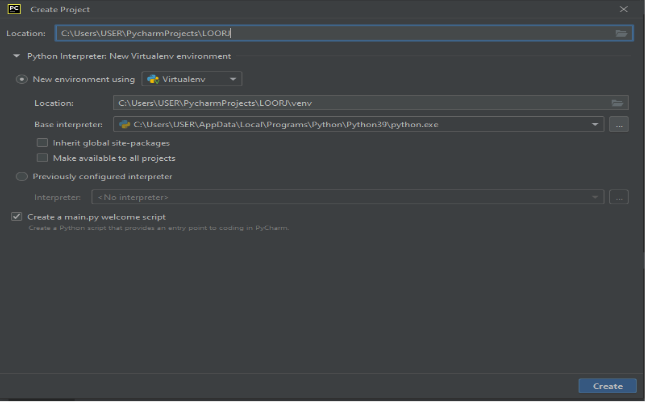 PC Create Project
Location: C:\Users\USER\PycharmProjects\LOORJ
Python Interpreter: New Virtualenv environment
New environment using Virtualenv
Location: C:\Users\USER\PycharmProjects\LOORJ\venv
Base interpreter: C:\Users\USER\AppData\Local\Programs\Python\Python39\python.exe ...
Inherit global site-packages
Make available to all projects
Previously configured interpreter
Interpreter: <No interpreter> ...
Create a main.py welcome script
Create a Python script that provides an entry point to coding in PyCharm.
Create